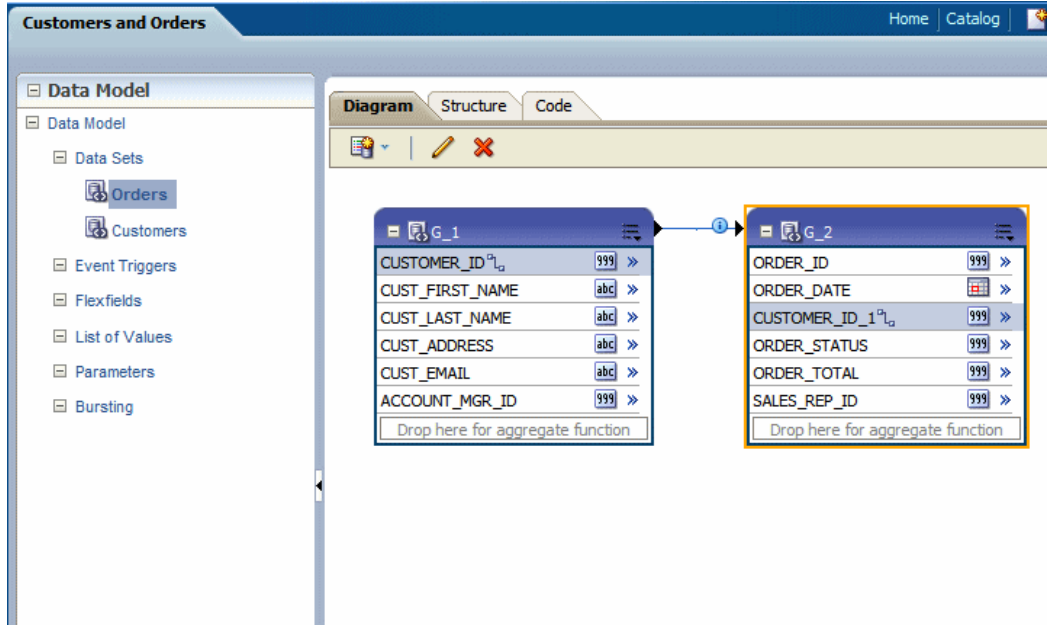 Customers and Orders
Home
Catalog
Data Model
Data Model
Data Sets
Orders
Customers
Event Triggers
Flexfields
List of Values
Parameters
Bursting
Diagram
Structure
Code
G_1
CUSTOMER_ID
999
CUST_FIRST_NAME
abc
CUST_LAST_NAME
abc
CUST_ADDRESS
abc
CUST_EMAIL
abc
ACCOUNT_MGR_ID
999
Drop here for aggregate function
G_2
ORDER_ID
999
ORDER_DATE
CUSTOMER_ID_1
999
ORDER_STATUS
999
ORDER_TOTAL
999
SALES_REP_ID
999
Drop here for aggregate function